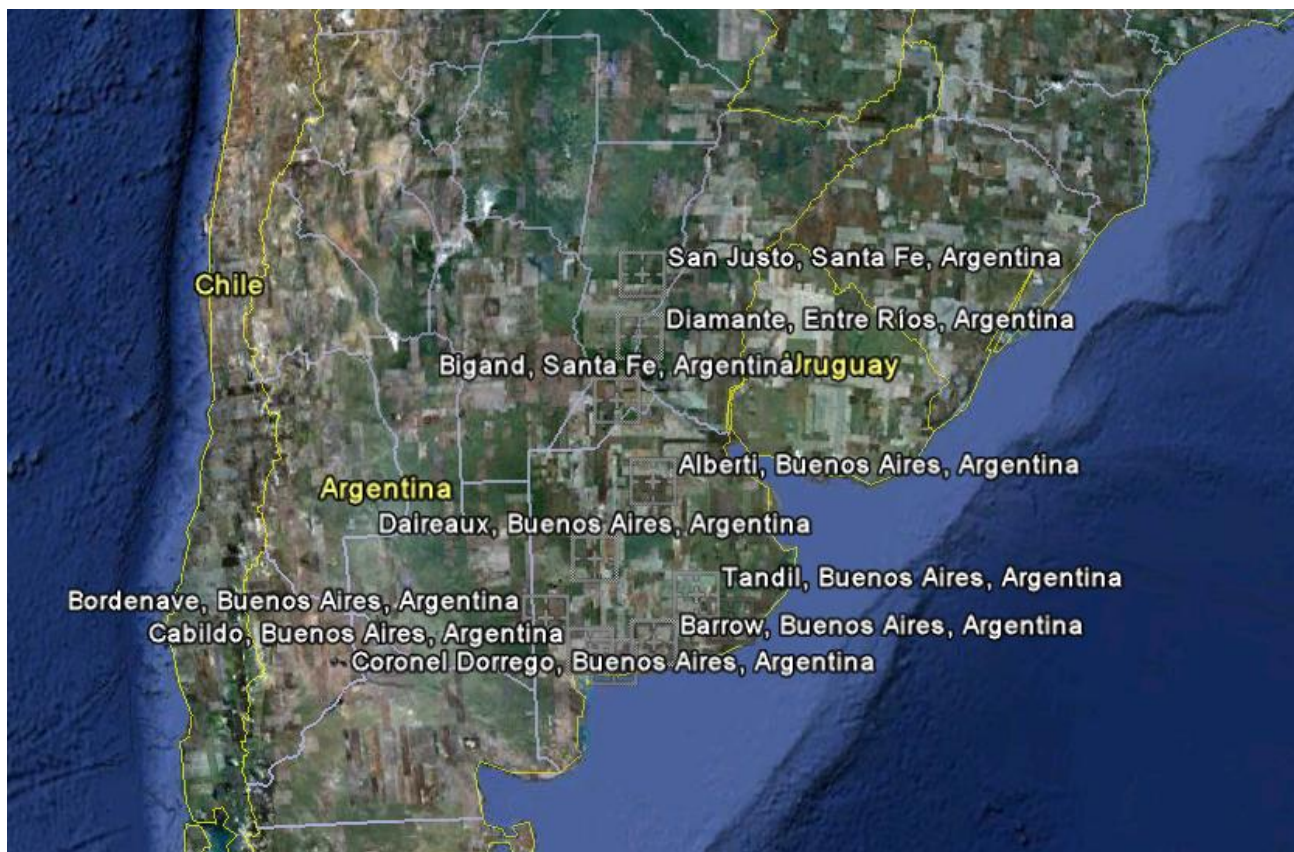 San Justo, Santa Fe, Argentina
Chile
Diamante, Entre Ríos, Argentina
Bigand, Santa Fe, Argentina
Uruguay
Alberti, Buenos Aires, Argentina
Argentina
Daireaux, Buenos Aires, Argentina
Tandil, Buenos Aires, Argentina
Bordenave, Buenos Aires, Argentina
Barrow, Buenos Aires, Argentina
Cabildo, Buenos Aires, Argentina
Coronel Dorrego, Buenos Aires, Argentina